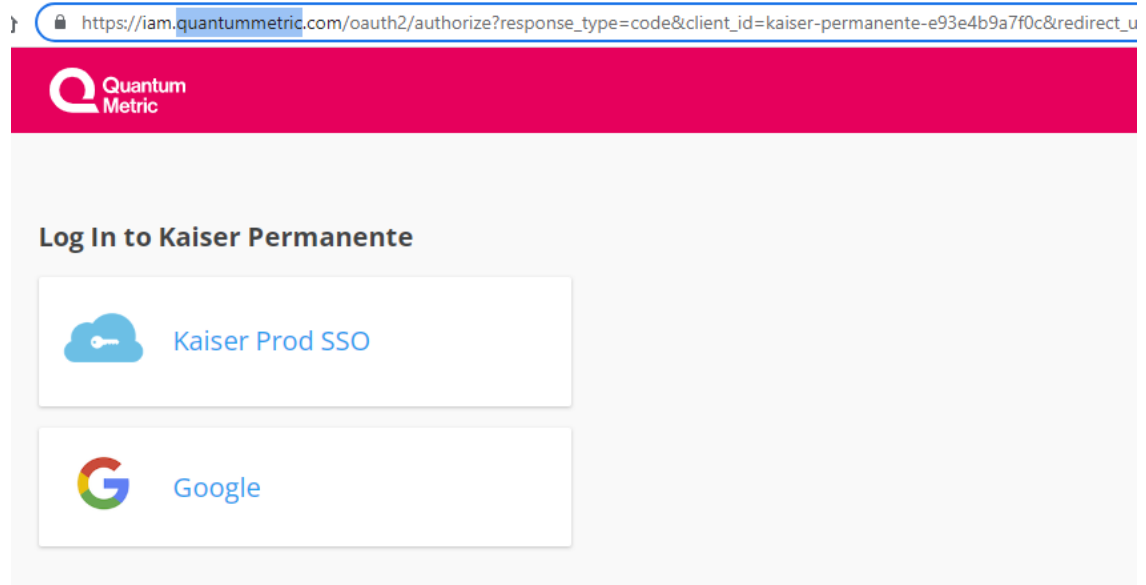 https://iam.quantummetric.com/oauth2/authorize?response_type=code&client_id=kaiser-permanente-e93e4b9a7f0c&redirect_u
Quantum
Metric
Log In to Kaiser Permanente
Kaiser Prod SSO
Google